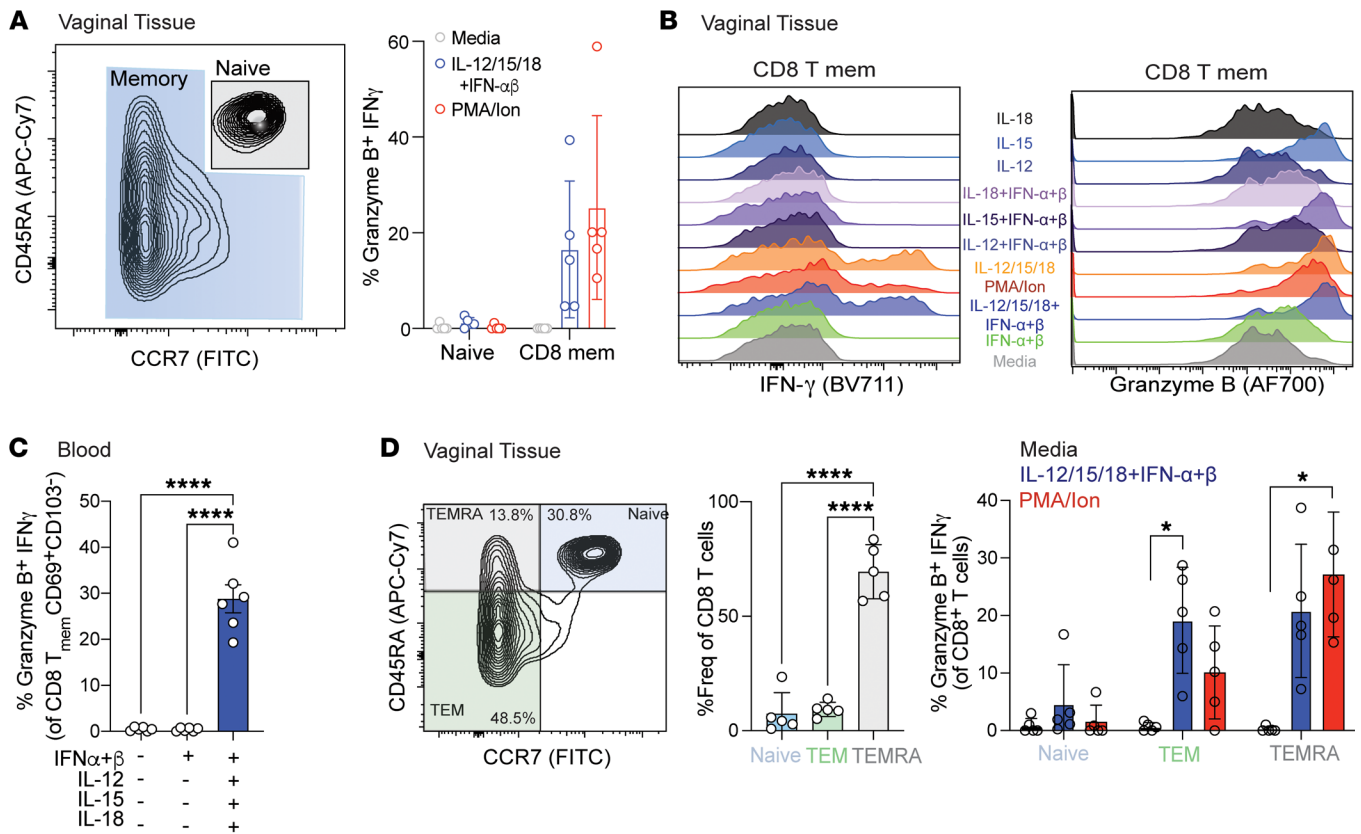 A Vaginal Tissue
Memory
Naive
CD45RA (APC-Cy7)
CCR7 (FITC)
% Granzyme B+ IFNγ
60
40
20
0
Media
IL-12/15/18
+IFN-αβ
PMA/Ion
Naive CD8 mem
B Vaginal Tissue
CD8 T mem
CD8 T mem
IL-18
IL-15
IL-12
IL-18+IFN-α+β
IL-15+IFN-α+β
IL-12+IFN-α+β
IL-12/15/18
PMA/Ion
IL-12/15/18+
IFN-α+β
IFN-α+β
Media
IFN-γ (BV711)
Granzyme B (AF700)
C Blood
% Granzyme B+ IFNγ
(of CD8 Tmem CD69+CD103-)
50
40
30
20
10
0
****
****
IFNα+β - + +
IL-12 - - +
IL-15 - - +
IL-18 - - +
D Vaginal Tissue
TEMRA 13.8% 30.8% Naive
TEM 48.5%
CD45RA (APC-Cy7)
CCR7 (FITC)
%Freq of CD8 T cells
100
50
0
****
****
Naive TEM TEMRA
Media
IL-12/15/18+IFN-α+β
PMA/Ion
% Granzyme B+ IFNγ
(of CD8+ T cells)
40
30
20
10
0
*
*
Naive TEM TEMRA